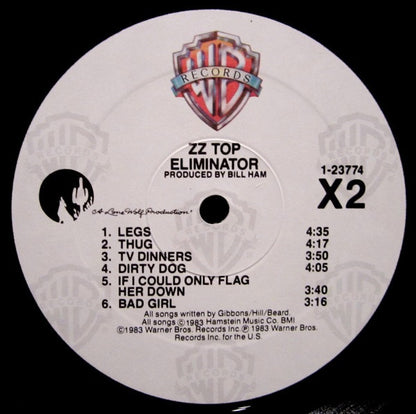 WB
RECORDS
ZZ TOP
ELIMINATOR
PRODUCED BY BILL HAM
1-23774
X2
"A Lone Wolf Production"
1. LEGS 4:35
2. THUG 4:17
3. TV DINNERS 3:50
4. DIRTY DOG 4:05
5. IF I COULD ONLY FLAG
HER DOWN 3:40
6. BAD GIRL 3:16
All songs written by Gibbons/Hill/Beard.
All songs ©1983 Hamstein Music Co. BMI
©1983 Warner Bros. Records Inc. ℗ 1983 Warner Bros.
Records Inc. for the U.S.